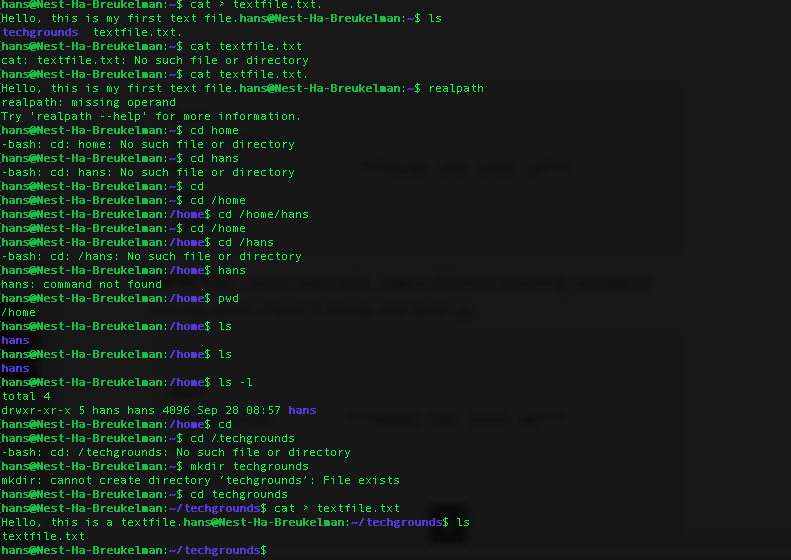 hans@Nest-Ha-Breukelman:~$ cat > textfile.txt.
Hello, this is my first text file.hans@Nest-Ha-Breukelman:~$ ls
techgrounds  textfile.txt.
hans@Nest-Ha-Breukelman:~$ cat textfile.txt
cat: textfile.txt: No such file or directory
hans@Nest-Ha-Breukelman:~$ cat textfile.txt.
Hello, this is my first text file.hans@Nest-Ha-Breukelman:~$ realpath
realpath: missing operand
Try 'realpath --help' for more information.
hans@Nest-Ha-Breukelman:~$ cd home
-bash: cd: home: No such file or directory
hans@Nest-Ha-Breukelman:~$ cd hans
-bash: cd: hans: No such file or directory
hans@Nest-Ha-Breukelman:~$ cd
hans@Nest-Ha-Breukelman:~$ cd /home
hans@Nest-Ha-Breukelman:/home$ cd /home/hans
hans@Nest-Ha-Breukelman:~$ cd /home
hans@Nest-Ha-Breukelman:/home$ cd /hans
-bash: cd: /hans: No such file or directory
hans@Nest-Ha-Breukelman:/home$ hans
hans: command not found
hans@Nest-Ha-Breukelman:/home$ pwd
/home
hans@Nest-Ha-Breukelman:/home$ ls
hans
hans@Nest-Ha-Breukelman:/home$ ls
hans
hans@Nest-Ha-Breukelman:/home$ ls -l
total 4
drwxr-xr-x 5 hans hans 4096 Sep 28 08:57 hans
hans@Nest-Ha-Breukelman:/home$ cd
hans@Nest-Ha-Breukelman:~$ cd /techgrounds
-bash: cd: /techgrounds: No such file or directory
hans@Nest-Ha-Breukelman:~$ mkdir techgrounds
mkdir: cannot create directory ‘techgrounds’: File exists
hans@Nest-Ha-Breukelman:~$ cd techgrounds
hans@Nest-Ha-Breukelman:~/techgrounds$ cat > textfile.txt
Hello, this is a textfile.hans@Nest-Ha-Breukelman:~/techgrounds$ ls
textfile.txt
hans@Nest-Ha-Breukelman:~/techgrounds$